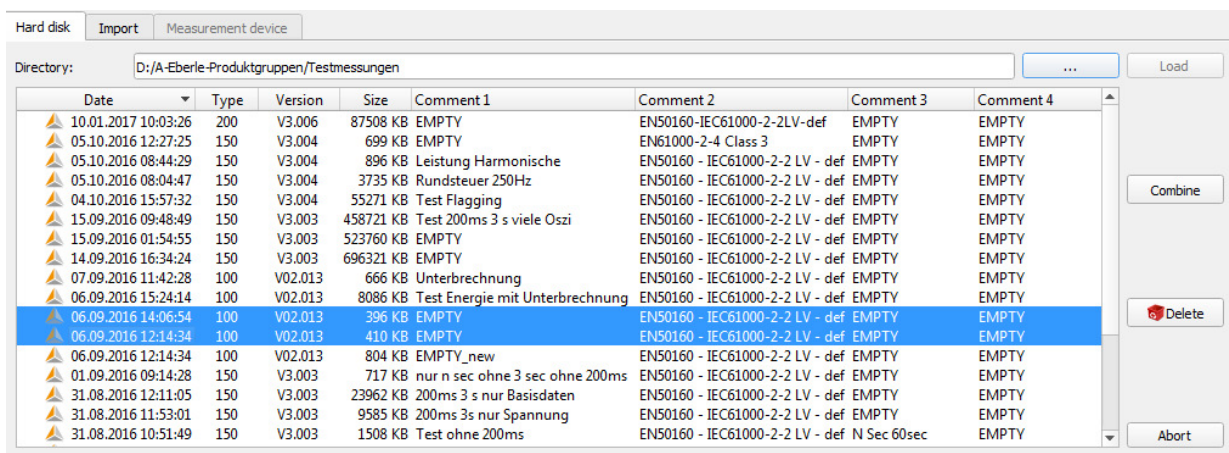 Hard disk Import Measurement device
Directory: D:/A-Eberle-Produktgruppen/Testmessungen ... Load
Date Type Version Size Comment 1 Comment 2 Comment 3 Comment 4
10.01.2017 10:03:26 200 V3.006 87508 KB EMPTY EN50160-IEC61000-2-2LV-def EMPTY EMPTY
05.10.2016 12:27:25 150 V3.004 699 KB EMPTY EN61000-2-4 Class 3 EMPTY EMPTY
05.10.2016 08:44:29 150 V3.004 896 KB Leistung Harmonische EN50160 - IEC61000-2-2 LV - def EMPTY EMPTY
05.10.2016 08:04:47 150 V3.004 3735 KB Rundsteuer 250Hz EN50160 - IEC61000-2-2 LV - def EMPTY EMPTY
04.10.2016 15:57:32 150 V3.004 55271 KB Test Flagging EN50160 - IEC61000-2-2 LV - def EMPTY EMPTY
Combine
15.09.2016 09:48:49 150 V3.003 458721 KB Test 200ms 3 s viele Oszi EN50160 - IEC61000-2-2 LV - def EMPTY EMPTY
15.09.2016 01:54:55 150 V3.003 523760 KB EMPTY EN50160 - IEC61000-2-2 LV - def EMPTY EMPTY
14.09.2016 16:34:24 150 V3.003 696321 KB EMPTY EN50160 - IEC61000-2-2 LV - def EMPTY EMPTY
07.09.2016 11:42:28 100 V02.013 666 KB Unterbrechnung EN50160 - IEC61000-2-2 LV - def EMPTY EMPTY
06.09.2016 15:24:14 100 V02.013 8086 KB Test Energie mit Unterbrechnung EN50160 - IEC61000-2-2 LV - def EMPTY EMPTY
06.09.2016 14:06:54 100 V02.013 396 KB EMPTY EN50160 - IEC61000-2-2 LV - def EMPTY EMPTY
Delete
06.09.2016 12:14:34 100 V02.013 410 KB EMPTY EN50160 - IEC61000-2-2 LV - def EMPTY EMPTY
06.09.2016 12:14:34 100 V02.013 804 KB EMPTY_new EN50160 - IEC61000-2-2 LV - def EMPTY EMPTY
01.09.2016 09:14:28 150 V3.003 717 KB nur n sec ohne 3 sec ohne 200ms EN50160 - IEC61000-2-2 LV - def EMPTY EMPTY
31.08.2016 12:11:05 150 V3.003 23962 KB 200ms 3 s nur Basisdaten EN50160 - IEC61000-2-2 LV - def EMPTY EMPTY
31.08.2016 11:53:01 150 V3.003 9585 KB 200ms 3s nur Spannung EN50160 - IEC61000-2-2 LV - def EMPTY EMPTY
31.08.2016 10:51:49 150 V3.003 1508 KB Test ohne 200ms EN50160 - IEC61000-2-2 LV - def N Sec 60sec EMPTY
Abort